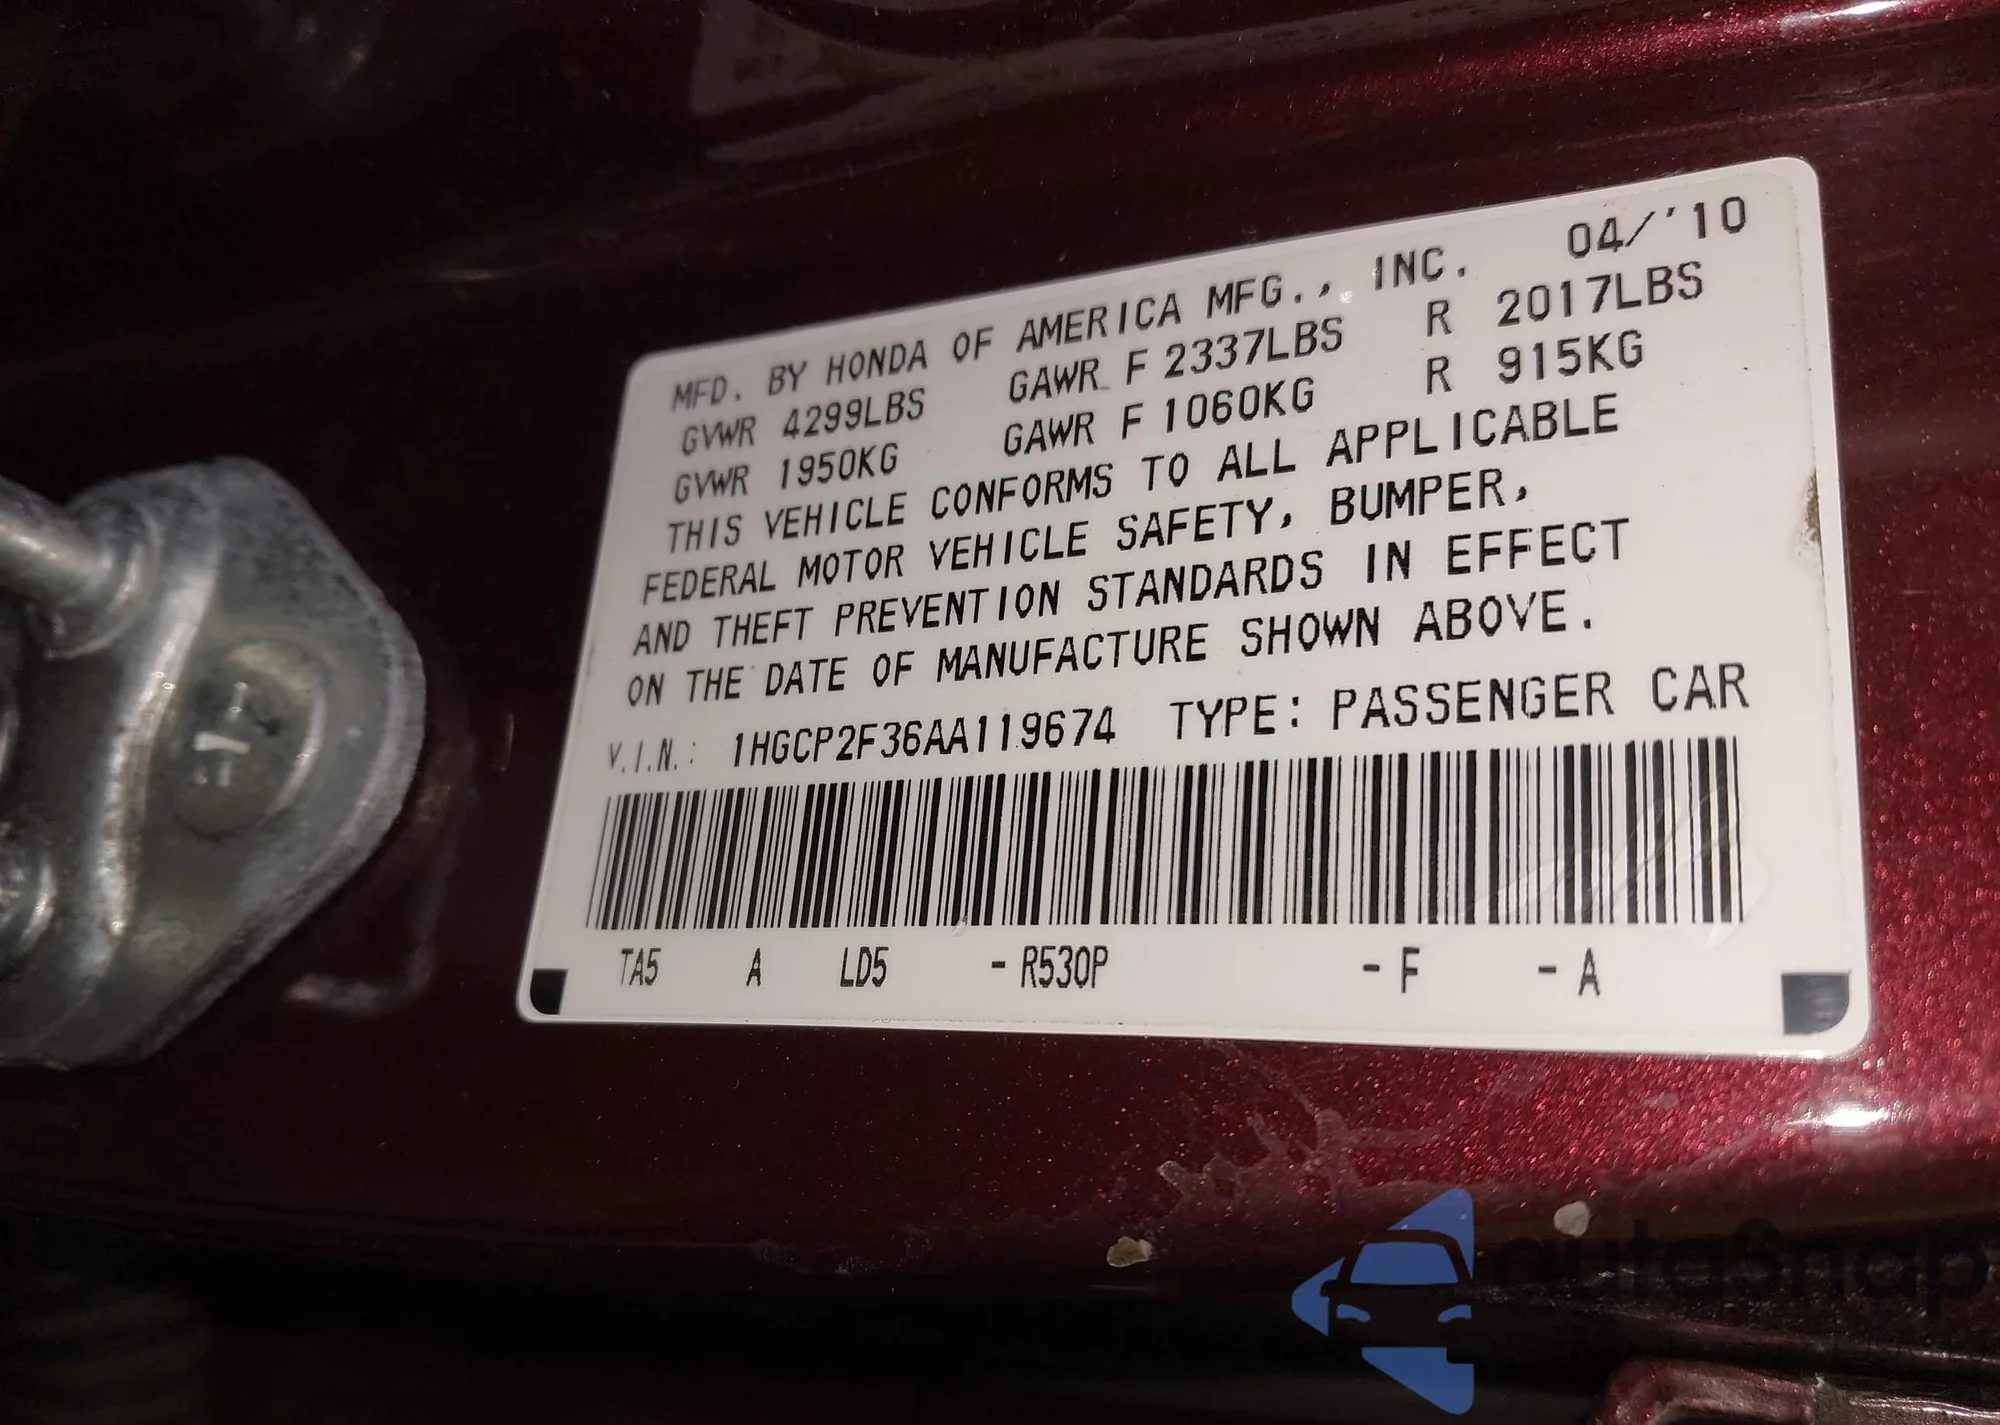 MFD. BY HONDA OF AMERICA MFG., INC. 04/'10
GVWR 4299LBS GAWR F 2337LBS R 2017LBS
GVWR 1950KG GAWR F 1060KG R 915KG
THIS VEHICLE CONFORMS TO ALL APPLICABLE
FEDERAL MOTOR VEHICLE SAFETY, BUMPER,
AND THEFT PREVENTION STANDARDS IN EFFECT
ON THE DATE OF MANUFACTURE SHOWN ABOVE.
V.I.N.: 1HGCP2F36AA119674 TYPE: PASSENGER CAR
TA5 A LD5 -R530P -F -A
autoSnap